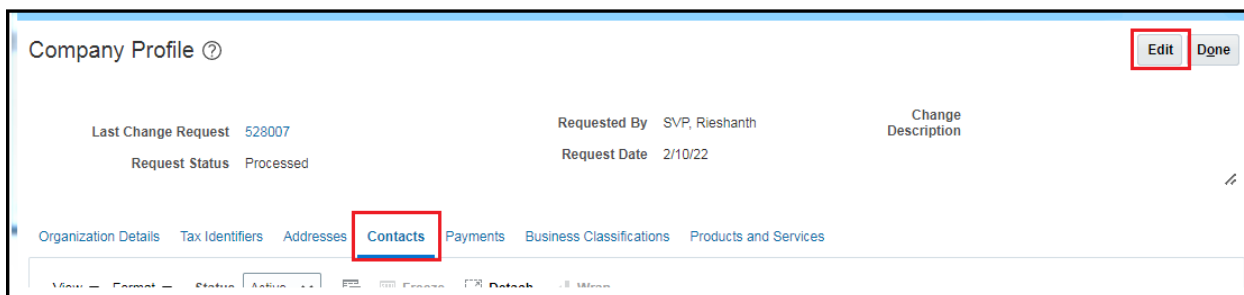 Company Profile ?
Edit Done
Last Change Request 528007
Requested By SVP, Rieshanth
Change Description
Request Status Processed
Request Date 2/10/22
Organization Details Tax Identifiers Addresses Contacts Payments Business Classifications Products and Services
View Format Status Active Freeze Detach Wrap